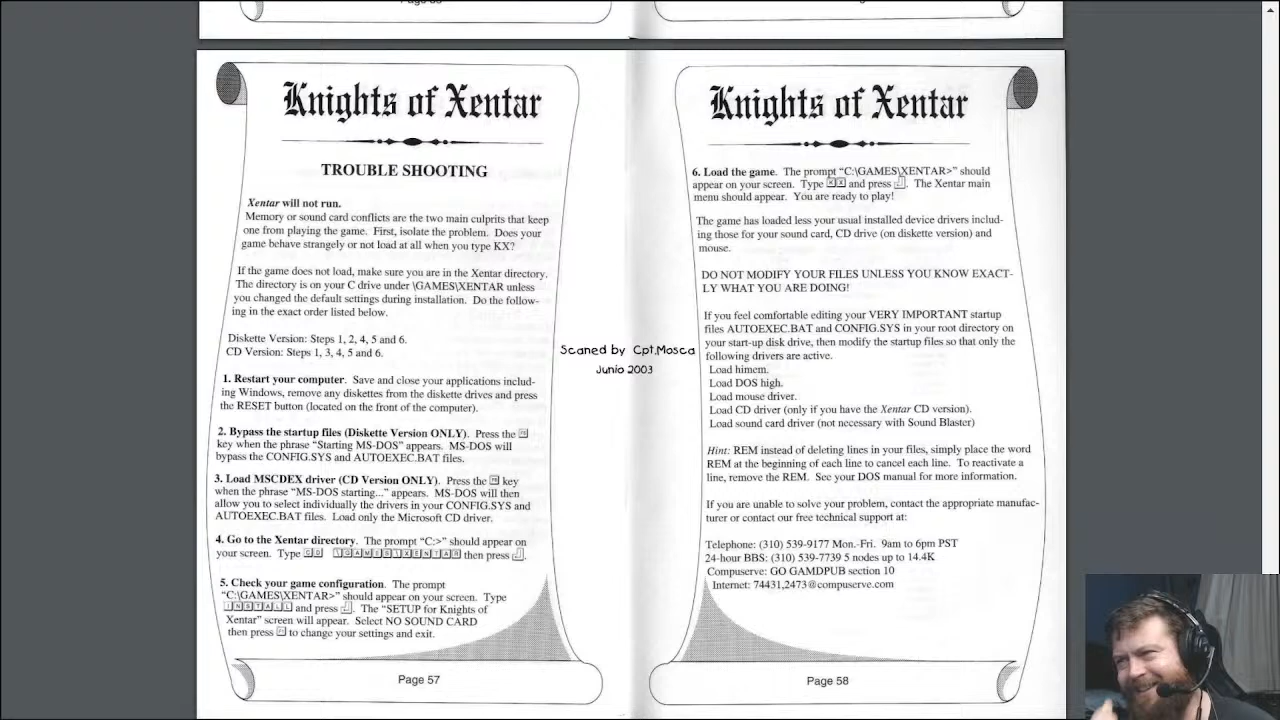 Knights of Xentar
TROUBLE SHOOTING
Xentar will not run.
Memory or sound card conflicts are the two main culprits that keep
one from playing the game. First, isolate the problem. Does your
game behave strangely or not load at all when you type KX?
If the game does not load, make sure you are in the Xentar directory.
The directory is on your C drive under \GAMES\XENTAR unless
you changed the default settings during installation. Do the follow-
ing in the exact order listed below.
Diskette Version: Steps 1, 2, 4, 5 and 6.
CD Version: Steps 1, 3, 4, 5 and 6.
1. Restart your computer. Save and close your applications includ-
ing Windows, remove any diskettes from the diskette drives and press
the RESET button (located on the front of the computer).
2. Bypass the startup files (Diskette Version ONLY). Press the
key when the phrase “Starting MS-DOS” appears. MS-DOS will
bypass the CONFIG.SYS and AUTOEXEC.BAT files.
3. Load MSCDEX driver (CD Version ONLY). Press the key
when the phrase “MS-DOS starting...” appears. MS-DOS will then
allow you to select individually the drivers in your CONFIG.SYS and
AUTOEXEC.BAT files. Load only the Microsoft CD driver.
4. Go to the Xentar directory. The prompt “C:>” should appear on
your screen. Type CD \GAMES\XENTAR then press
5. Check your game configuration. The prompt
“C:\GAMES\XENTAR>” should appear on your screen. Type
INSTALL and press . The “SETUP for Knights of
Xentar” screen will appear. Select NO SOUND CARD
then press to change your settings and exit.
Page 57
Scaned by Cpt.Mosca
Junio 2003
Knights of Xentar
6. Load the game. The prompt “C:\GAMES\XENTAR>” should
appear on your screen. Type KX and press . The Xentar main
menu should appear. You are ready to play!
The game has loaded less your usual installed device drivers includ-
ing those for your sound card, CD drive (on diskette version) and
mouse.
DO NOT MODIFY YOUR FILES UNLESS YOU KNOW EXACT-
LY WHAT YOU ARE DOING!
If you feel comfortable editing your VERY IMPORTANT startup
files AUTOEXEC.BAT and CONFIG.SYS in your root directory on
your start-up disk drive, then modify the startup files so that only the
following drivers are active.
Load himem.
Load DOS high.
Load mouse driver.
Load CD driver (only if you have the Xentar CD version).
Load sound card driver (not necessary with Sound Blaster)
Hint: REM instead of deleting lines in your files, simply place the word
REM at the beginning of each line to cancel each line. To reactivate a
line, remove the REM. See your DOS manual for more information.
If you are unable to solve your problem, contact the appropriate manufac-
turer or contact our free technical support at:
Telephone: (310) 539-9177 Mon.-Fri. 9am to 6pm PST
24-hour BBS: (310) 539-7739 5 nodes up to 14.4K
Compuserve: GO GAMDPUB section 10
Internet: 74431,2473@compuserve.com
Page 58